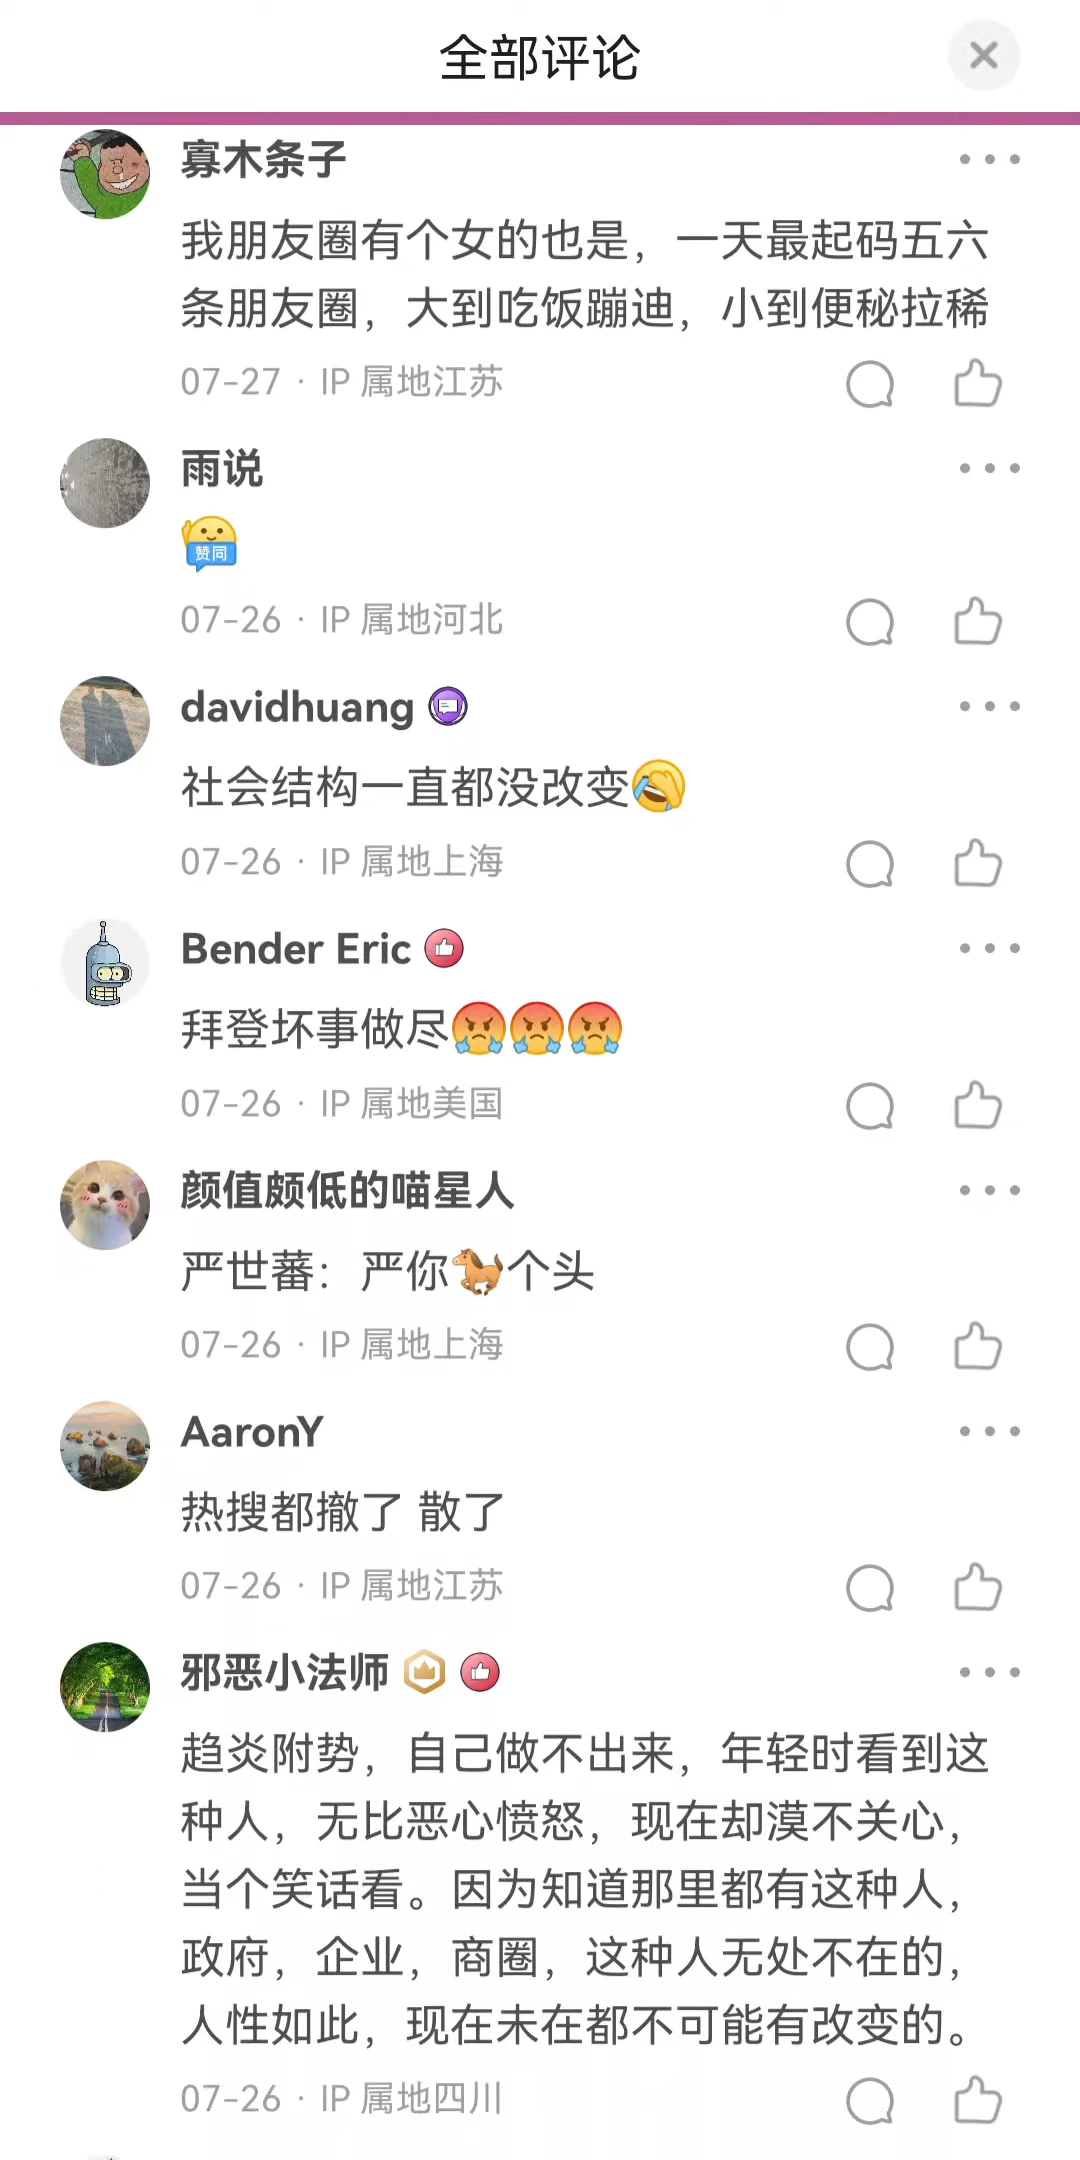 全部评论
寡木条子
我朋友圈有个女的也是，一天最起码五六
条朋友圈，大到吃饭蹦迪，小到便秘拉稀
07-27 · IP 属地江苏
雨说
赞同
07-26 · IP 属地河北
davidhuang
社会结构一直都没改变🤣
07-26 · IP 属地上海
Bender Eric
拜登坏事做尽😤😤😤
07-26 · IP 属地美国
颜值颇低的喵星人
严世蕃：严你🐎个头
07-26 · IP 属地上海
AaronY
热搜都撤了 散了
07-26 · IP 属地江苏
邪恶小法师
趋炎附势，自己做不出来，年轻时看到这
种人，无比恶心愤怒，现在却漠不关心，
当个笑话看。因为知道那里都有这种人，
政府，企业，商圈，这种人无处不在的，
人性如此，现在未在都不可能有改变的。
07-26 · IP 属地四川